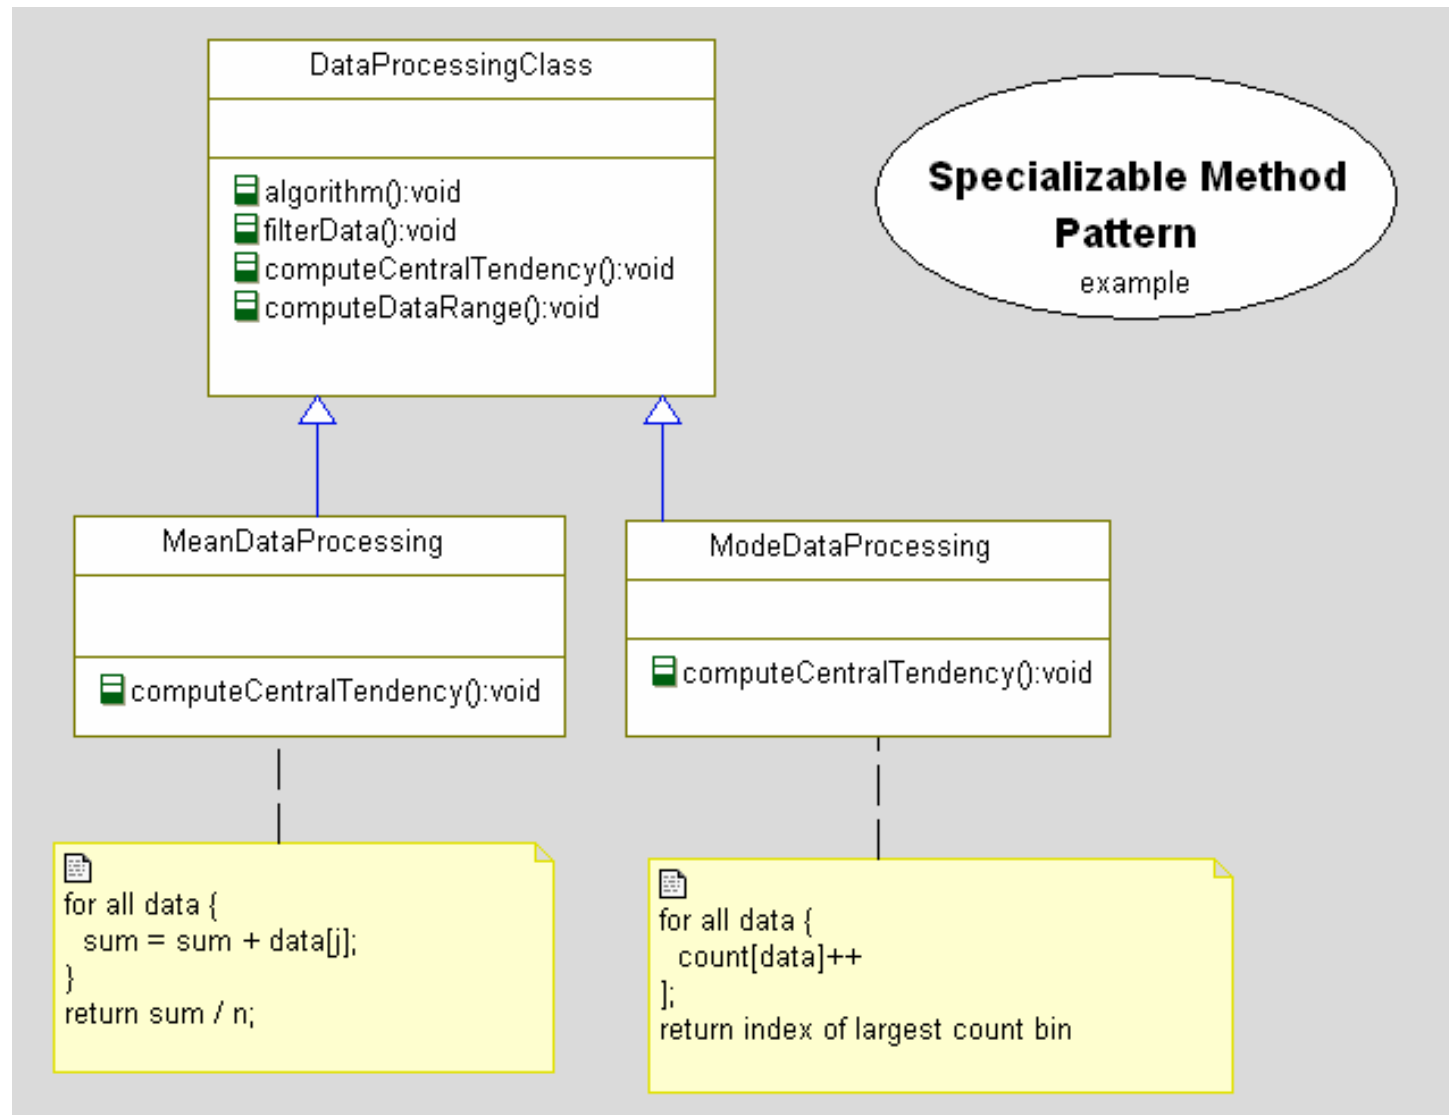 DataProcessingClass
algorithm():void
filterData():void
computeCentralTendency():void
computeDataRange():void
Specializable Method
Pattern
example
MeanDataProcessing
computeCentralTendency():void
ModeDataProcessing
computeCentralTendency():void
for all data {
sum = sum + data[j];
}
return sum / n;
for all data {
count[data]++
];
return index of largest count bin